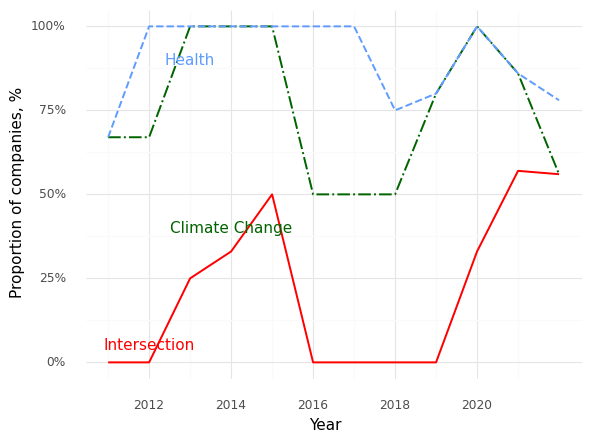 100%
Health
75%
50%
Climate Change
25%
Intersection
0%
2012 2014 2016 2018 2020
Year
Proportion of companies, %